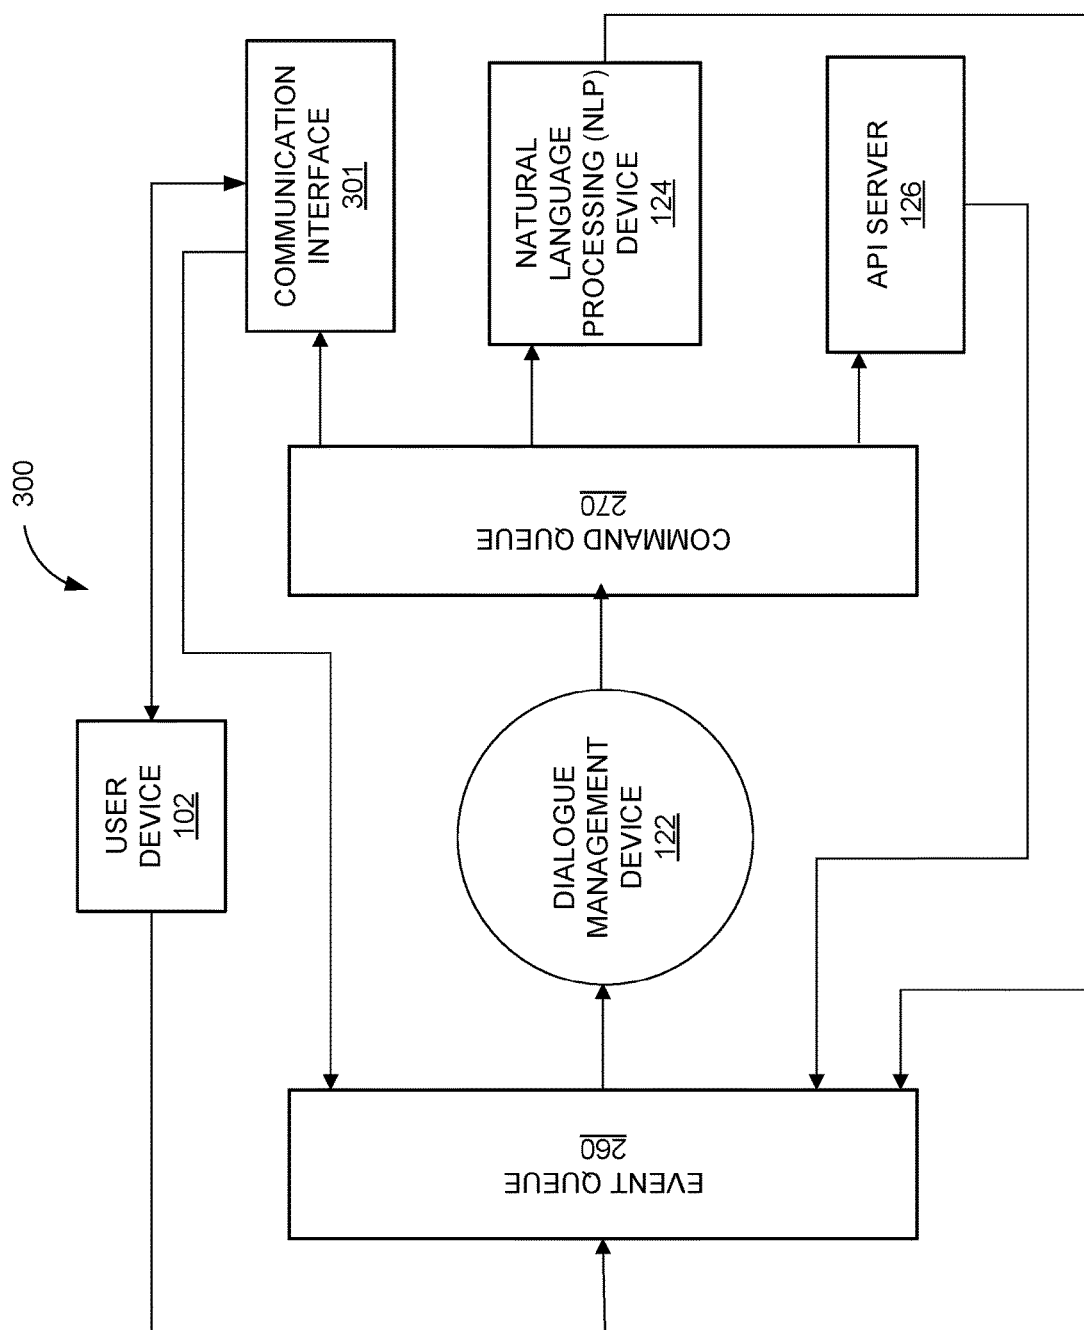 300
USER
DEVICE
102
COMMUNICATION
INTERFACE
301
EVENT QUEUE
260
DIALOGUE
MANAGEMENT
DEVICE
122
COMMAND QUEUE
270
NATURAL
LANGUAGE
PROCESSING (NLP)
DEVICE
124
API SERVER
126